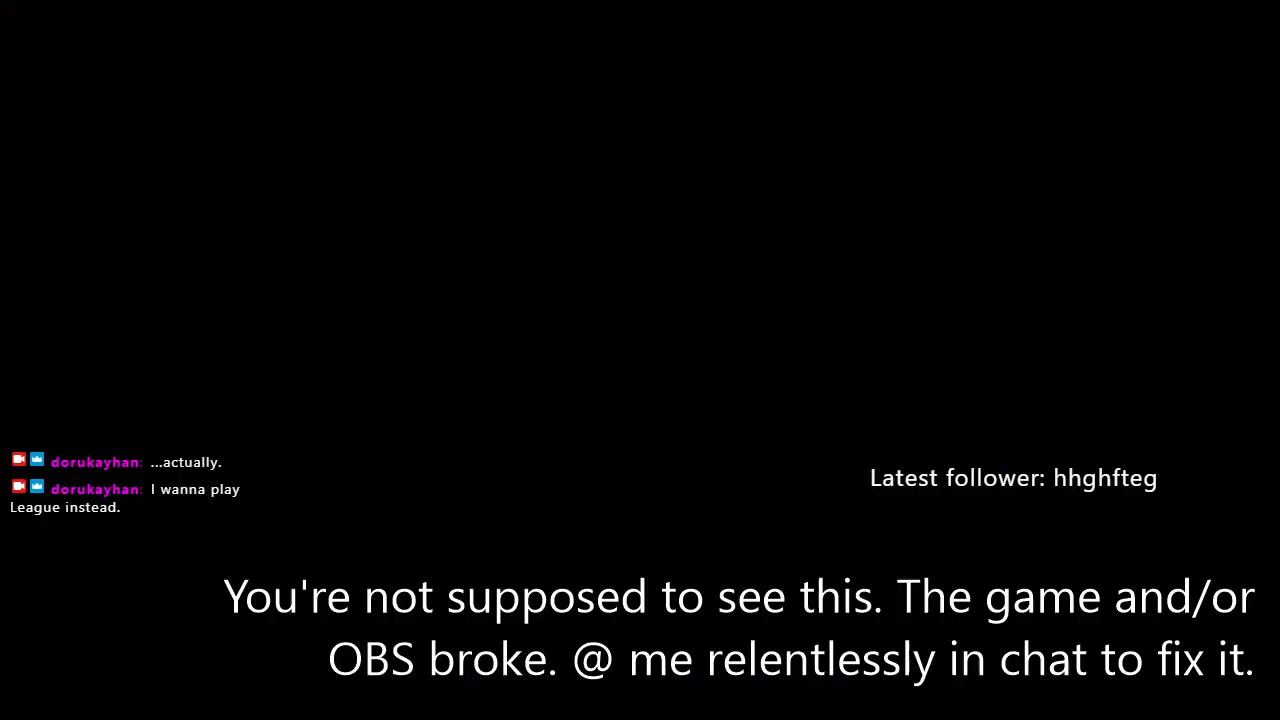 dorukayhan: ...actually.
dorukayhan: I wanna play
League instead.
Latest follower: hhghfteg
You're not supposed to see this. The game and/or
OBS broke. @ me relentlessly in chat to fix it.